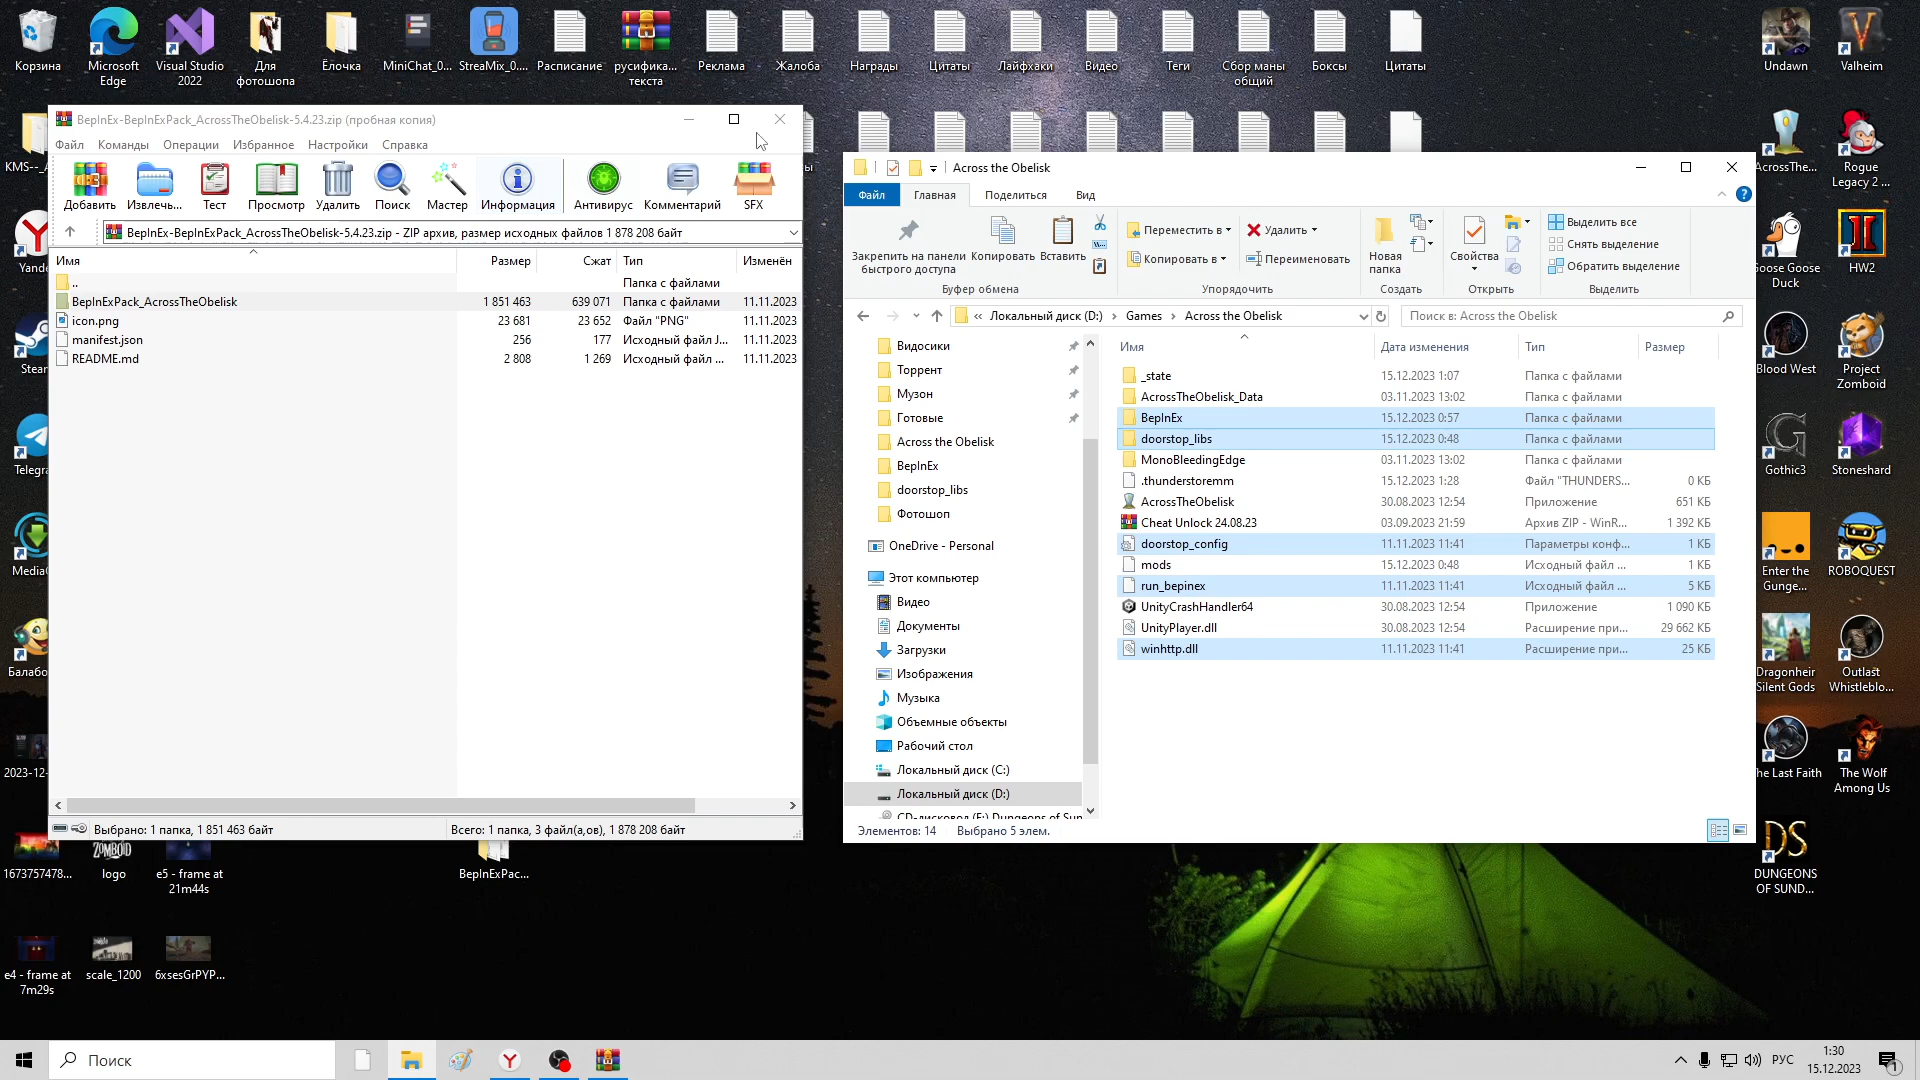 Корзина
Microsoft
Edge
Visual Studio
2022
Для
фотошопа
Ёлочка
MiniChat_0...
StreaMix_0....
Расписание
русифика...
текста
Реклама
Жалоба
Награды
Цитаты
Лайфхаки
Видео
Теги
Сбор маны
общий
Боксы
Цитаты
Undawn
Valheim
BepInEx-BepInExPack_AcrossTheObelisk-5.4.23.zip (пробная копия)
Файл Команды Операции Избранное Настройки Справка
Добавить Извлечь... Тест Просмотр Удалить Поиск Мастер Информация Антивирус Комментарий SFX
BepInEx-BepInExPack_AcrossTheObelisk-5.4.23.zip - ZIP архив, размер исходных файлов 1 878 208 байт
Имя Размер Сжат Тип Изменён
.. Папка с файлами
BepInExPack_AcrossTheObelisk 1 851 463 639 071 Папка с файлами 11.11.2023
icon.png 23 681 23 652 Файл "PNG" 11.11.2023
manifest.json 256 177 Исходный файл J... 11.11.2023
README.md 2 808 1 269 Исходный файл ... 11.11.2023
Выбрано: 1 папка, 1 851 463 байт
Всего: 1 папка, 3 файл(а,ов), 1 878 208 байт
Across the Obelisk
Файл Главная Поделиться Вид
Закрепить на панели
быстрого доступа
Копировать
Вставить
Буфер обмена
Переместить в
Копировать в
Удалить
Переименовать
Упорядочить
Новая
папка
Создать
Свойства
Открыть
Выделить все
Снять выделение
Обратить выделение
Выделить
« Локальный диск (D:) Games Across the Obelisk
Поиск в: Across the Obelisk
Видосики
Торрент
Музон
Готовые
Across the Obelisk
BepInEx
doorstop_libs
Фотошоп
OneDrive - Personal
Этот компьютер
Видео
Документы
Загрузки
Изображения
Музыка
Объемные объекты
Рабочий стол
Локальный диск (C:)
Локальный диск (D:)
Имя Дата изменения Тип Размер
_state 15.12.2023 1:07 Папка с файлами
AcrossTheObelisk_Data 03.11.2023 13:02 Папка с файлами
BepInEx 15.12.2023 0:57 Папка с файлами
doorstop_libs 15.12.2023 0:48 Папка с файлами
MonoBleedingEdge 03.11.2023 13:02 Папка с файлами
.thunderstoremm 15.12.2023 1:28 Файл "THUNDERS... 0 КБ
AcrossTheObelisk 30.08.2023 12:54 Приложение 651 КБ
Cheat Unlock 24.08.23 03.09.2023 21:59 Архив ZIP - WinR... 1 392 КБ
doorstop_config 11.11.2023 11:41 Параметры конф... 1 КБ
mods 15.12.2023 0:48 Исходный файл ... 1 КБ
run_bepinex 11.11.2023 11:41 Исходный файл ... 5 КБ
UnityCrashHandler64 30.08.2023 12:54 Приложение 1 090 КБ
UnityPlayer.dll 30.08.2023 12:54 Расширение при... 29 662 КБ
winhttp.dll 11.11.2023 11:41 Расширение при... 25 КБ
Элементов: 14 Выбрано 5 элем.
KMS--_
Yande
Stear
Telegra
Media
Балабо
2023-12-
1673757478...
ZOMBOID
logo
e5 - frame at
21m44s
BepInExPac...
e4 - frame at
7m29s
scale_1200
6xsesGrPYP...
AcrossThe...
Rogue
Legacy 2 ...
oose Goose
Duck
HW2
Blood West
Project
Zomboid
Gothic3
Stoneshard
Enter the
Gunge...
ROBOQUEST
Dragonheir
Silent Gods
Outlast
Whistleblo...
he Last Faith
The Wolf
Among Us
DS
DUNGEONS
OF SUND...
Поиск
РУС
1:30
15.12.2023
1